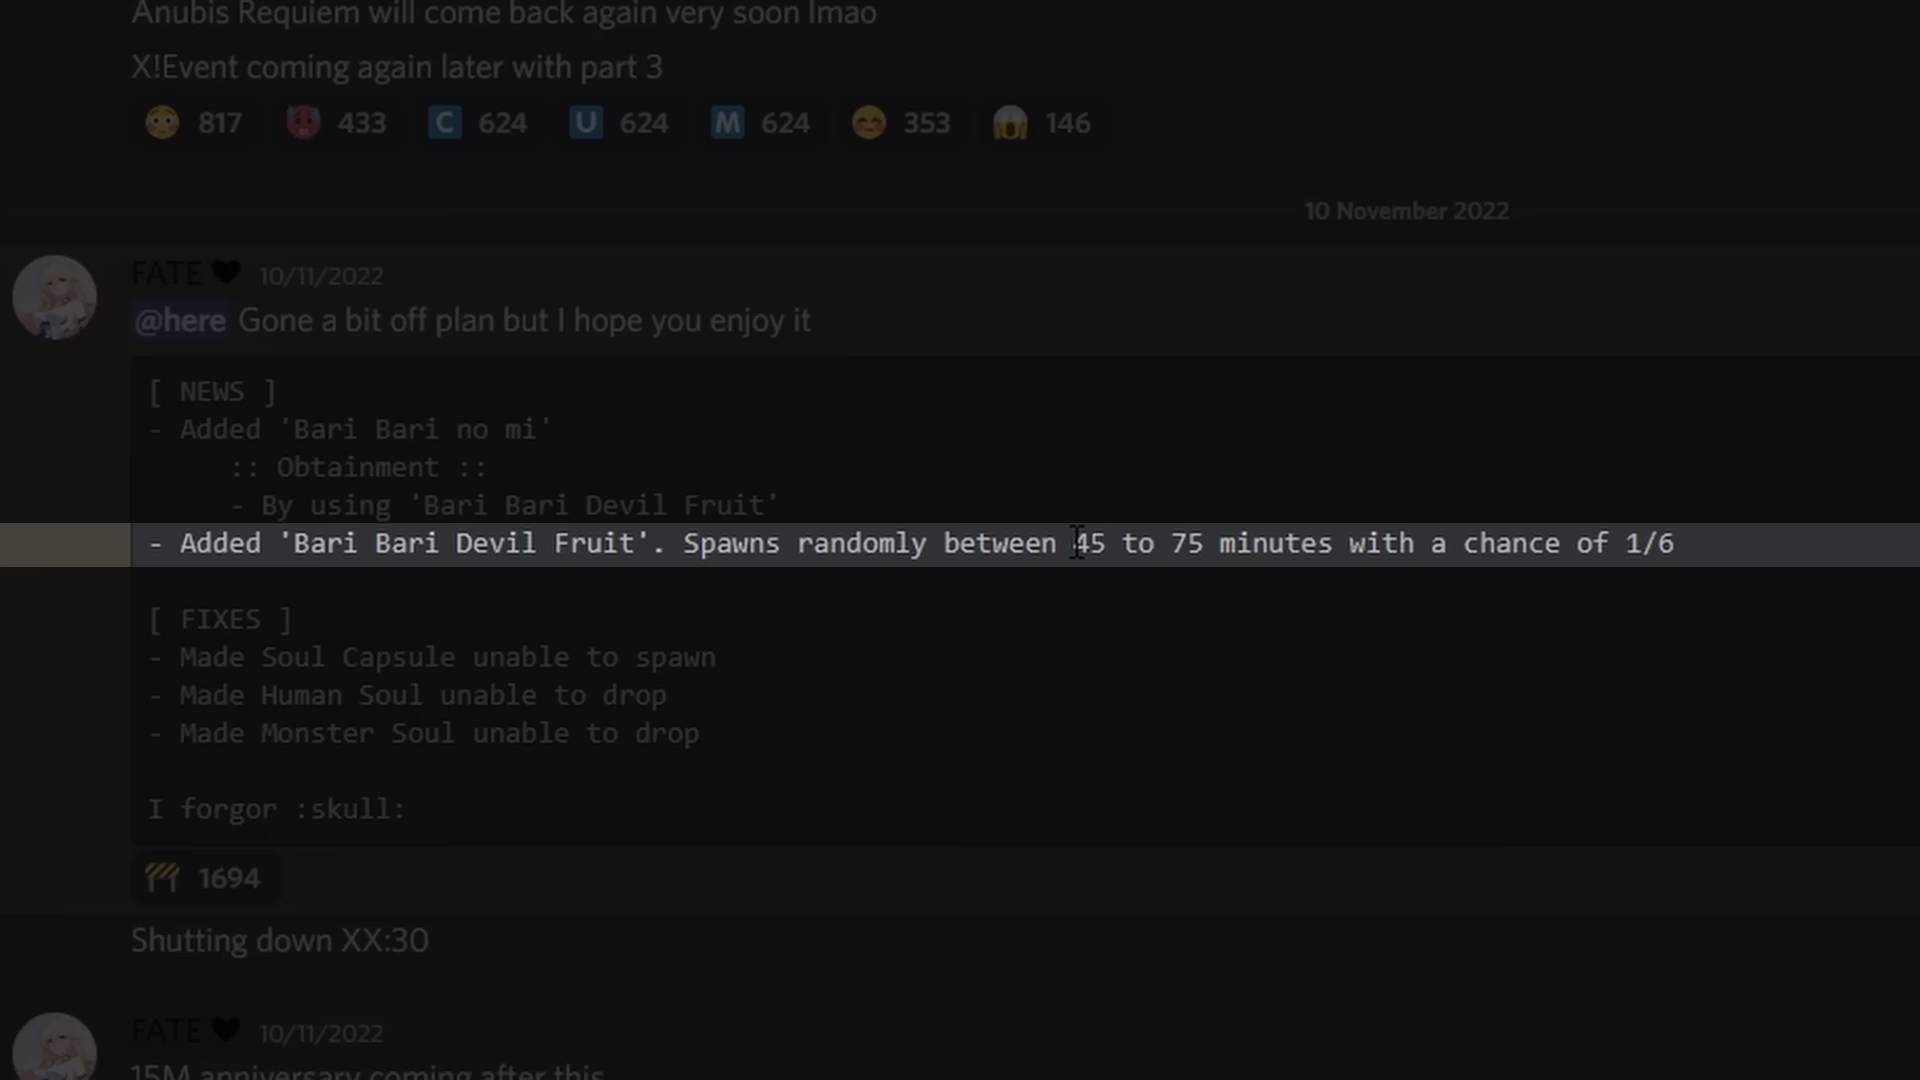 Anubis Requiem will come back again very soon lmao
X!Event coming again later with part 3
817 433 C 624 U 624 M 624 353 146
10 November 2022
FATE 10/11/2022
@here Gone a bit off plan but I hope you enjoy it
[ NEWS ]
- Added 'Bari Bari no mi'
:: Obtainment ::
- By using 'Bari Bari Devil Fruit'
- Added 'Bari Bari Devil Fruit'. Spawns randomly between 45 to 75 minutes with a chance of 1/6
[ FIXES ]
- Made Soul Capsule unable to spawn
- Made Human Soul unable to drop
- Made Monster Soul unable to drop
I forgor :skull:
1694
Shutting down XX:30
FATE 10/11/2022
15M anniversary coming after this